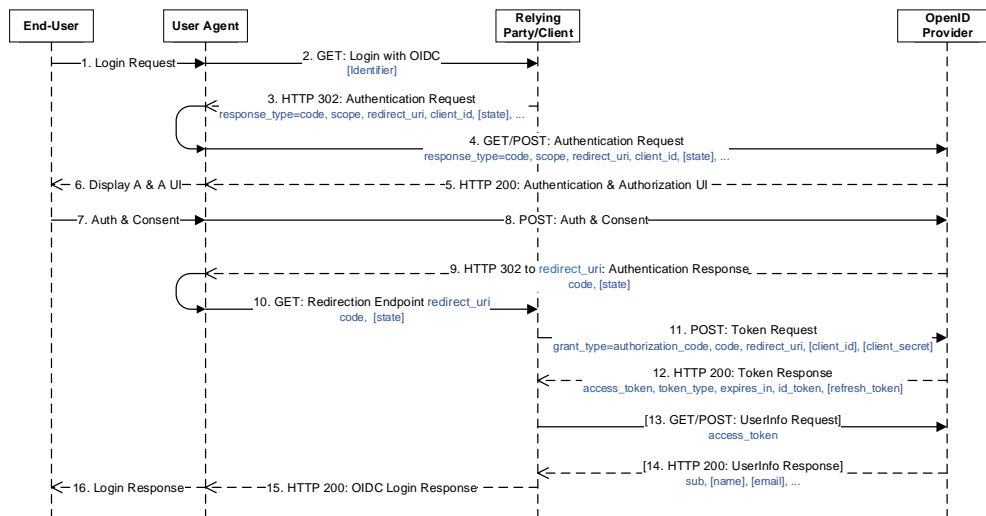 End-User
User Agent
Relying
Party/Client
OpenID
Provider
1. Login Request
2. GET: Login with OIDC
[Identifier]
3. HTTP 302: Authentication Request
response_type=code, scope, redirect_uri, client_id, [state], ...
4. GET/POST: Authentication Request
response_type=code, scope, redirect_uri, client_id, [state], ...
6. Display A & A UI
5. HTTP 200: Authentication & Authorization UI
7. Auth & Consent
8. POST: Auth & Consent
9. HTTP 302 to redirect_uri: Authentication Response
code, [state]
10. GET: Redirection Endpoint redirect_uri
code, [state]
11. POST: Token Request
grant_type=authorization_code, code, redirect_uri, [client_id], [client_secret]
12. HTTP 200: Token Response
access_token, token_type, expires_in, id_token, [refresh_token]
[13. GET/POST: UserInfo Request]
access_token
[14. HTTP 200: UserInfo Response]
sub, [name], [email], ...
16. Login Response
15. HTTP 200: OIDC Login Response